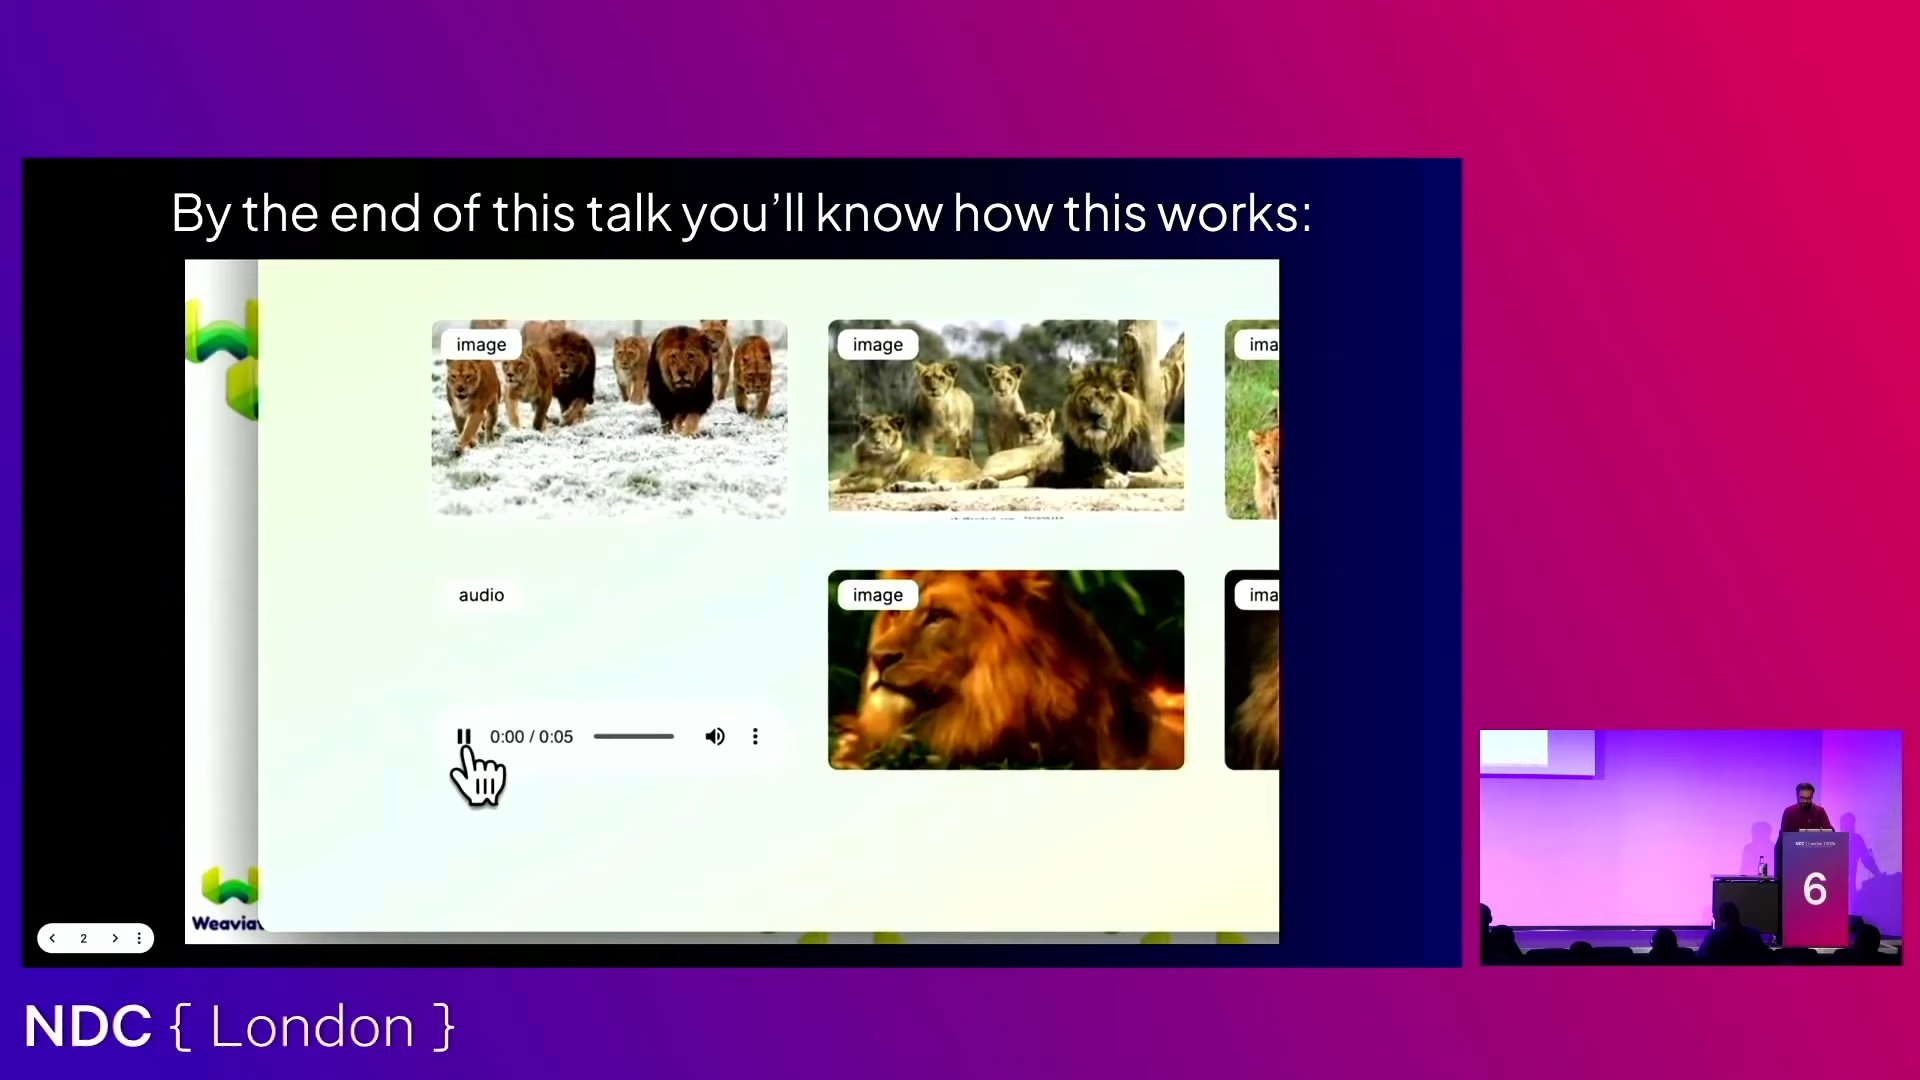 By the end of this talk you’ll know how this works:
image
image
ima
audio
image
ima
0:00 / 0:05
Weavia
2
6
NDC { London }